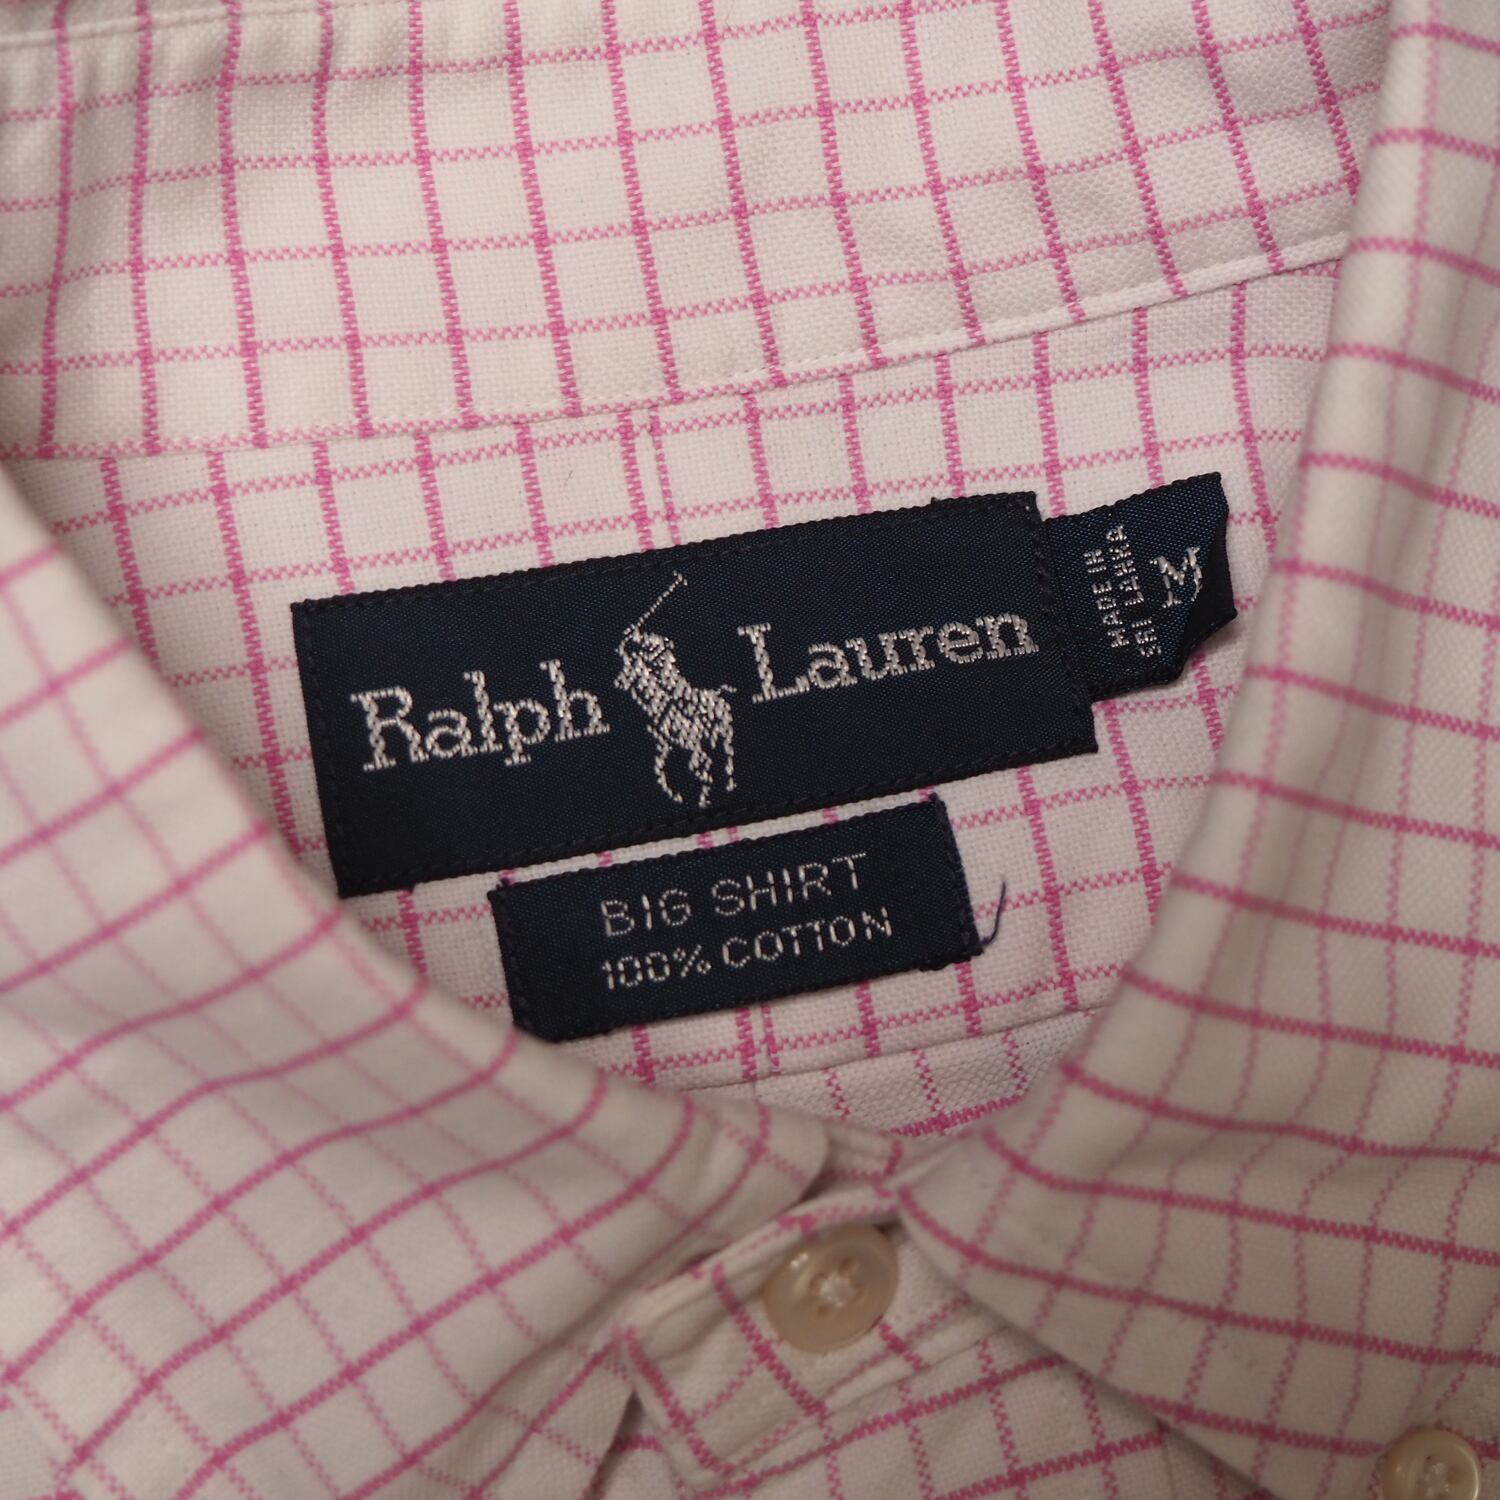 Ralph Lauren
MADE IN
SRI LANKA
M
BIG SHIRT
100% COTTON